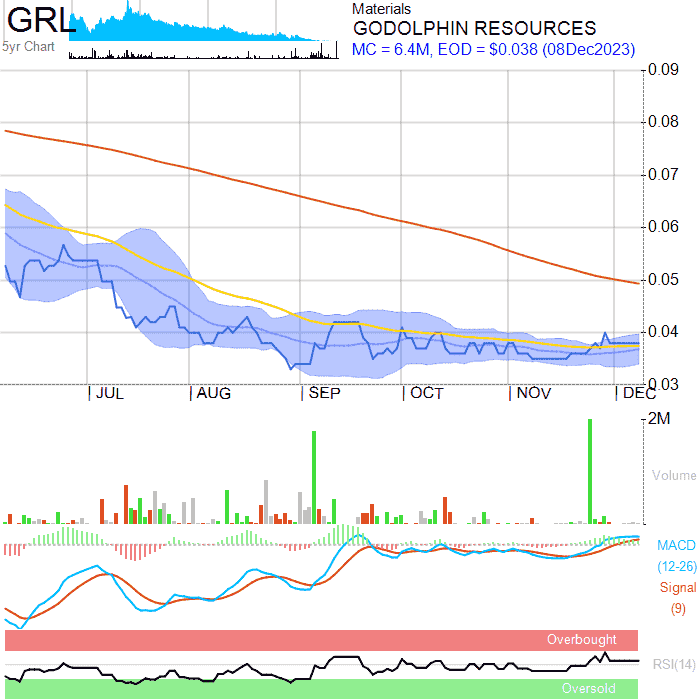 GRL
5yr Chart
Materials
GODOLPHIN RESOURCES
MC = 6.4M, EOD = $0.038 (08Dec2023)
0.09
0.08
0.07
0.06
0.05
0.04
0.03
JUL AUG SEP OCT NOV DEC
2M
Volume
MACD
(12-26)
Signal
(9)
Overbought
RSI(14)
Oversold